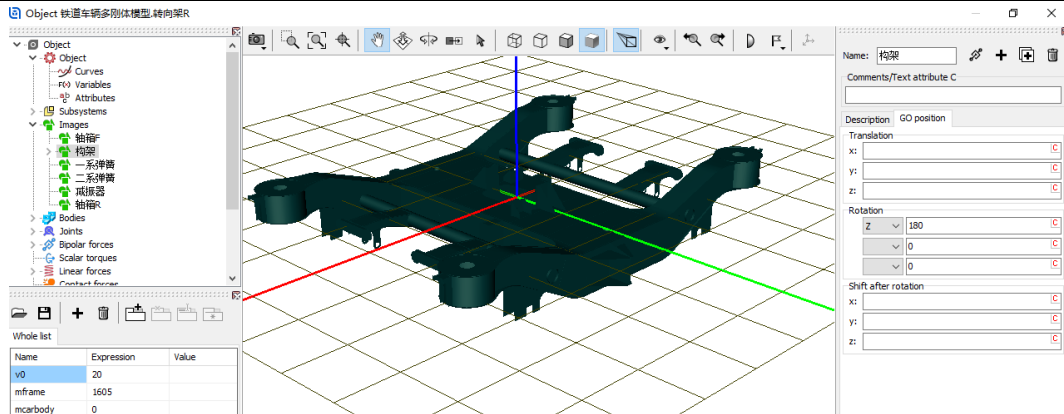 Object 铁道车辆多刚体模型.转向架R
Object
Object
Curves
F(x) Variables
a b Attributes
Subsystems
Images
轴箱F
构架
一系弹簧
二系弹簧
减振器
轴箱R
Bodies
Joints
Bipolar forces
Scalar torques
Linear forces
Contact forces
Whole list
Name Expression Value
v0 20
mframe 1605
mcarbody 0
Name: 构架
Comments/Text attribute C
Description GO position
Translation
x: C
y: C
z: C
Rotation
Z 180 C
0 C
0 C
Shift after rotation
x: C
y: C
z: C